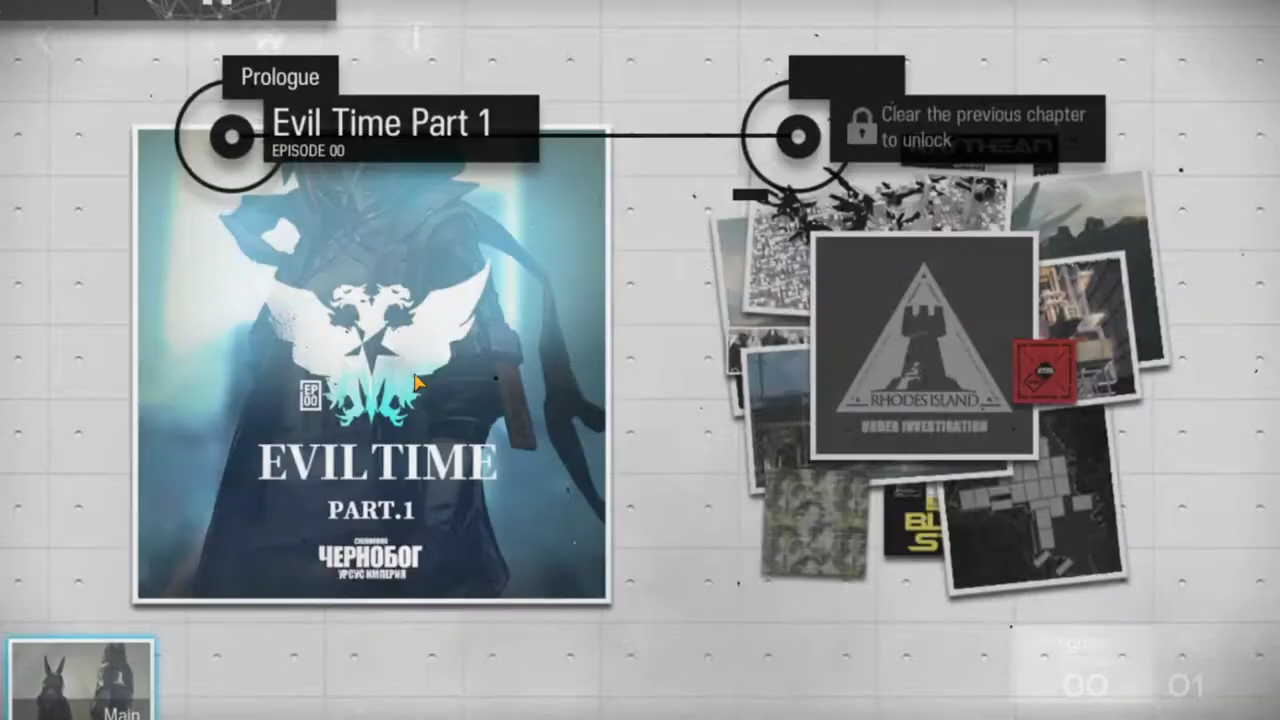 Prologue
Evil Time Part 1
EPISODE 00
Clear the previous chapter
to unlock
EP
00
EVIL TIME
PART.1
ЧЕРНОБОГ
УРСУС ИМПЕРИЯ
RHODES ISLAND
UNDER INVESTIGATION
Main
00
01